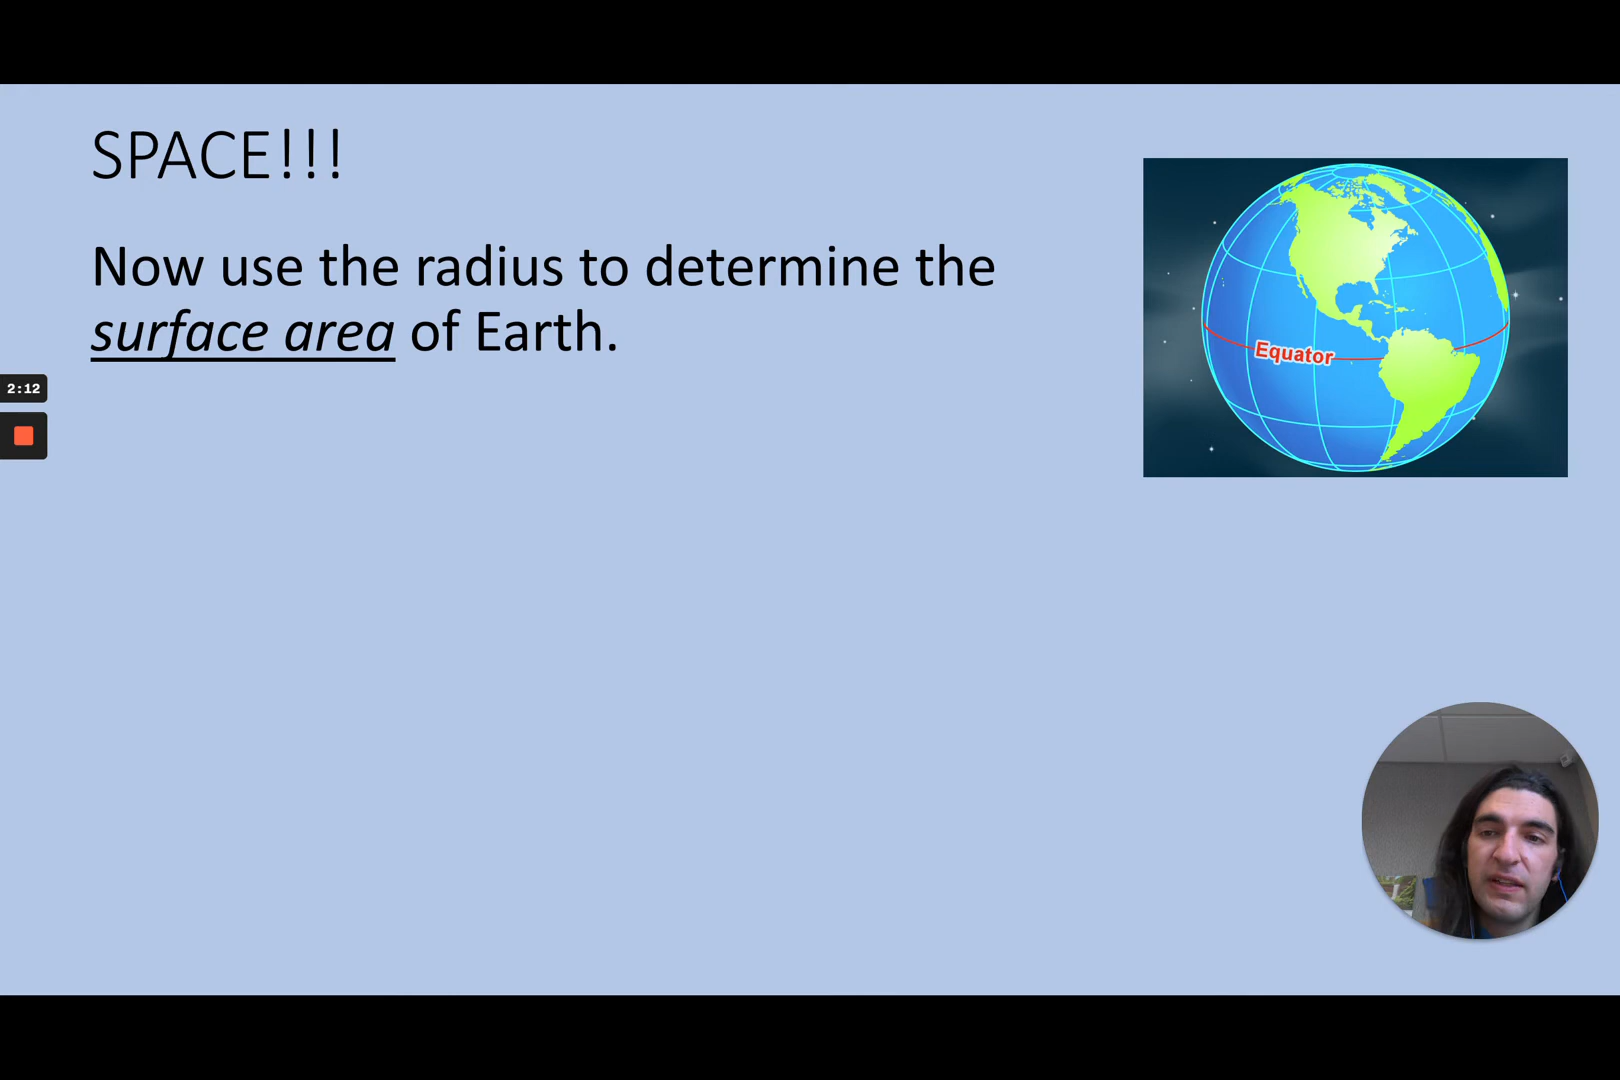 SPACE!!!
Now use the radius to determine the
surface area of Earth.
Equator
2:12